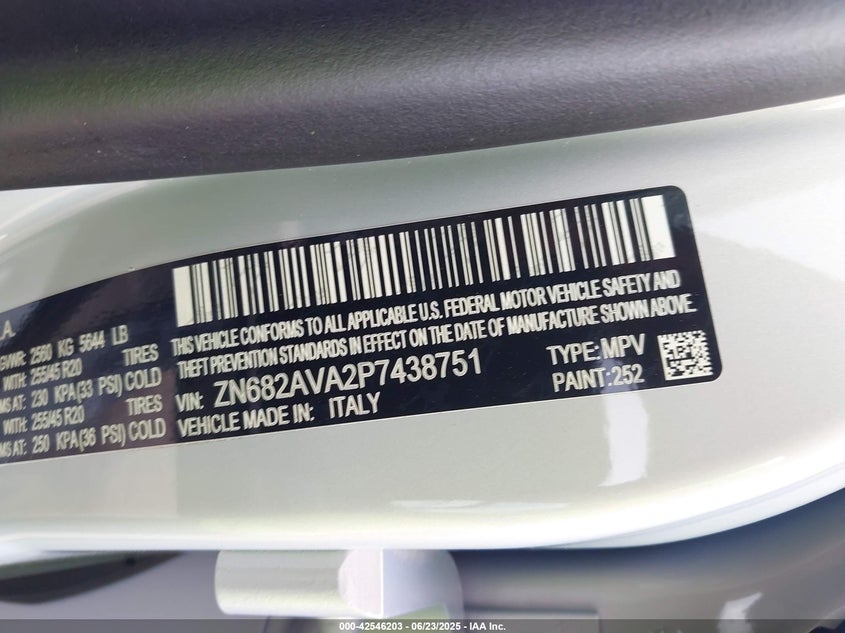 A.
GVWR: 2560 KG 5644 LB
WITH: 255/45 R20 TIRES
MS AT: 230 KPA (33 PSI) COLD
WITH: 255/45 R20 TIRES
MS AT: 250 KPA (36 PSI) COLD
THIS VEHICLE CONFORMS TO ALL APPLICABLE U.S. FEDERAL MOTOR VEHICLE SAFETY AND
THEFT PREVENTION STANDARDS IN EFFECT ON THE DATE OF MANUFACTURE SHOWN ABOVE.
VIN: ZN682AVA2P7438751
TYPE: MPV
VEHICLE MADE IN: ITALY
PAINT: 252
000-42546203 - 06/23/2025 - IAA Inc.